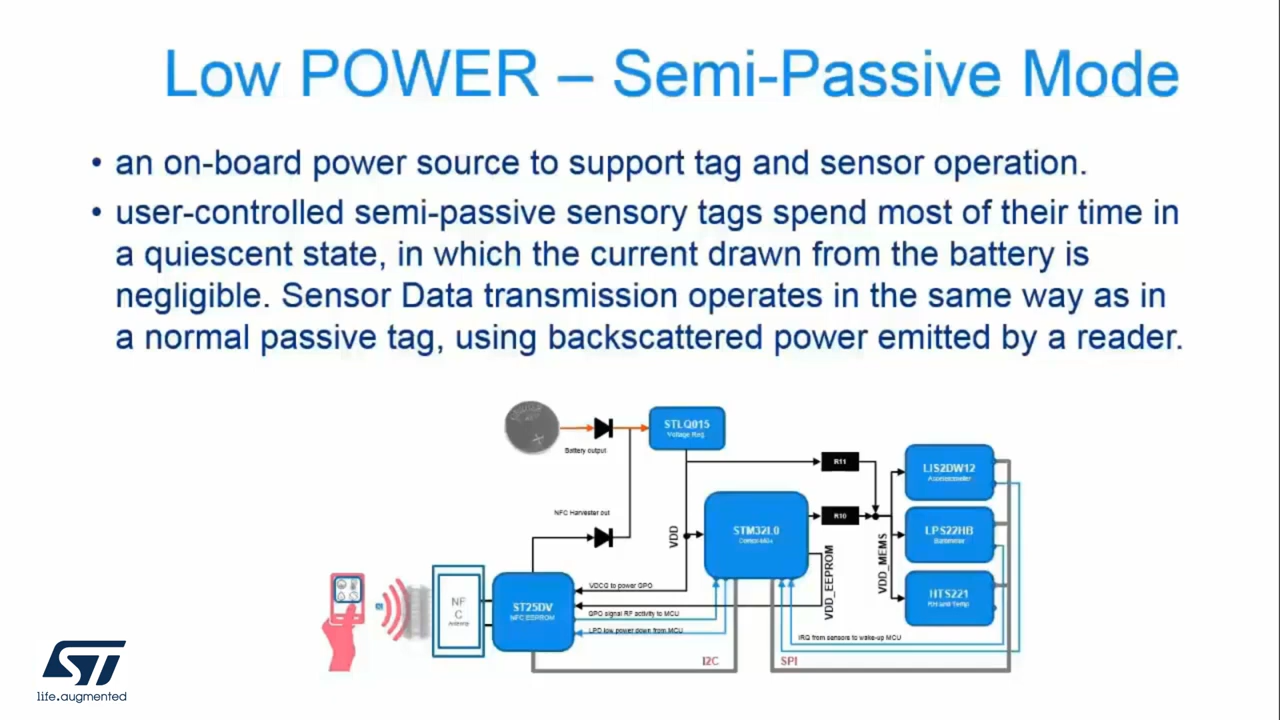 Low POWER – Semi-Passive Mode
• an on-board power source to support tag and sensor operation.
• user-controlled semi-passive sensory tags spend most of their time in
a quiescent state, in which the current drawn from the battery is
negligible. Sensor Data transmission operates in the same way as in
a normal passive tag, using backscattered power emitted by a reader.
STLQ015
Voltage Reg.
Battery output
R11
LIS2DW12
Accelerometer
NFC Harvester out
VDD
STM32L0
R10
LPS22HB
Barometer
VDD_MEMS
VDD_EEPROM
HTS221
RH and Temp
NF
C
Antenna
ST25DV
NFC EEPROM
VDCG to power GPO
GPO signal RF activity to MCU
LPD low power down from MCU
IRQ from sensors to wake-up MCU
I2C
SPI
ST
life.augmented